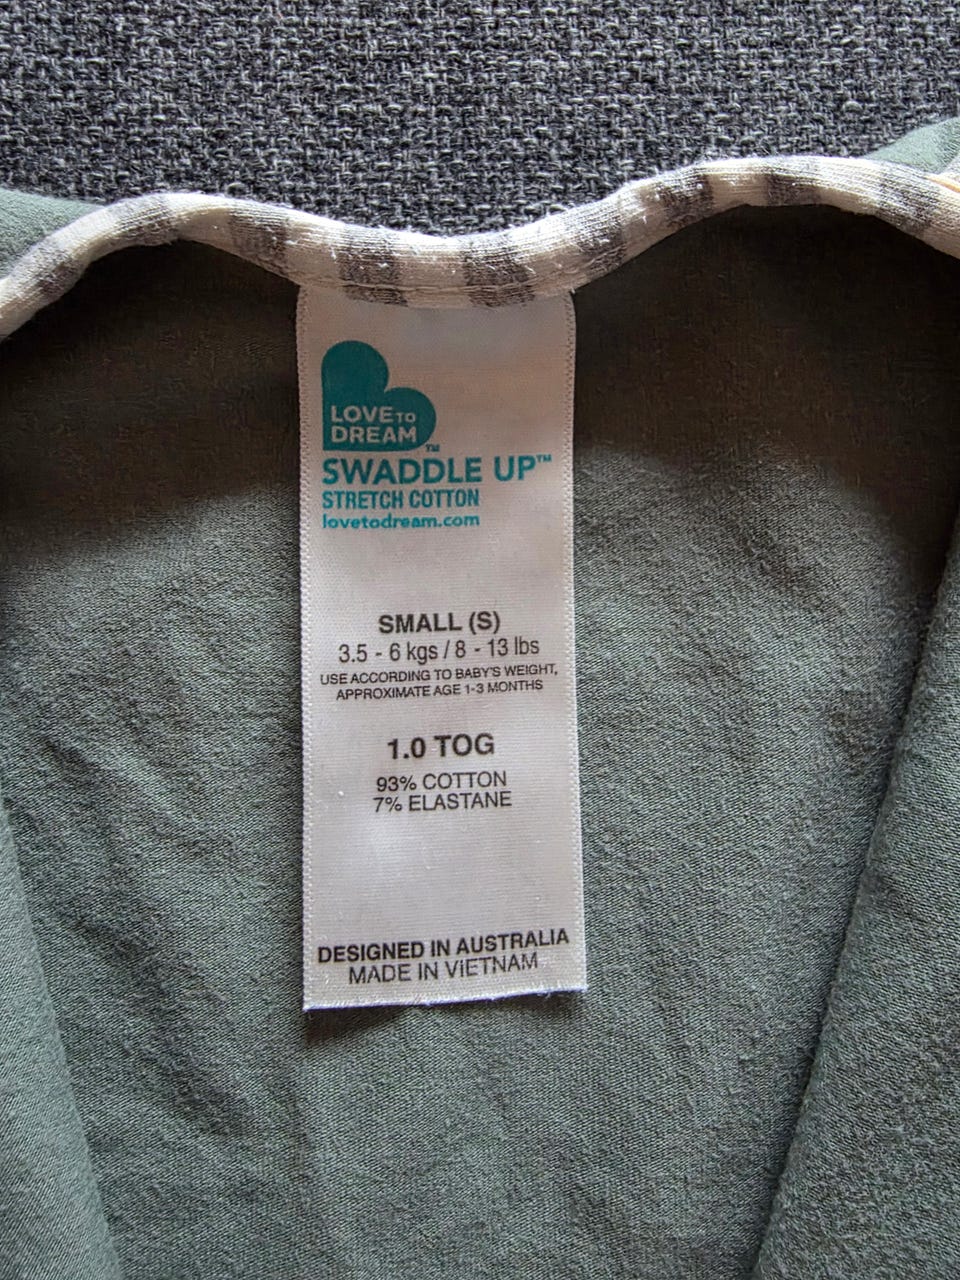 LOVE TO
DREAM™
SWADDLE UP™
STRETCH COTTON
lovetodream.com
SMALL (S)
3.5 - 6 kgs / 8 - 13 lbs
USE ACCORDING TO BABY'S WEIGHT,
APPROXIMATE AGE 1-3 MONTHS
1.0 TOG
93% COTTON
7% ELASTANE
DESIGNED IN AUSTRALIA
MADE IN VIETNAM